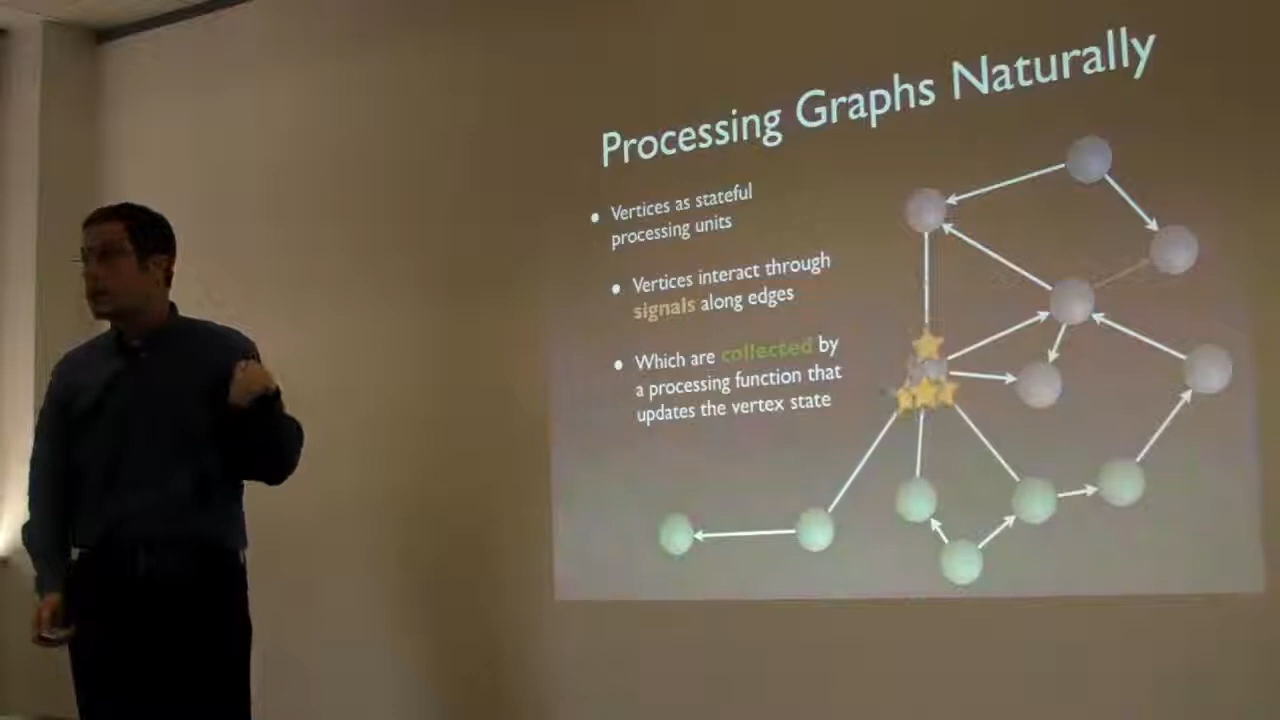 Processing Graphs Naturally
• Vertices as stateful
processing units
• Vertices interact through
signals along edges
• Which are collected by
a processing function that
updates the vertex state